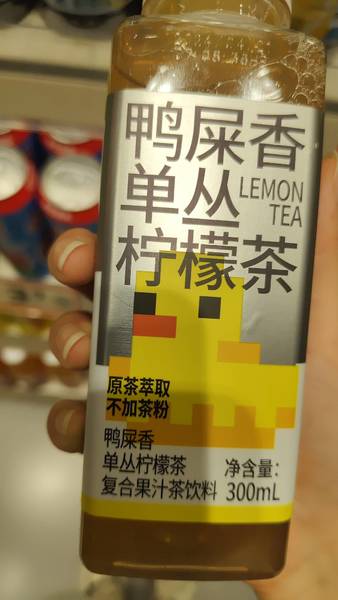 鸭屎香
单丛
LEMON
TEA
柠檬茶
原茶萃取
不加茶粉
鸭屎香
单丛柠檬茶
复合果汁茶饮料
净含量：
300mL